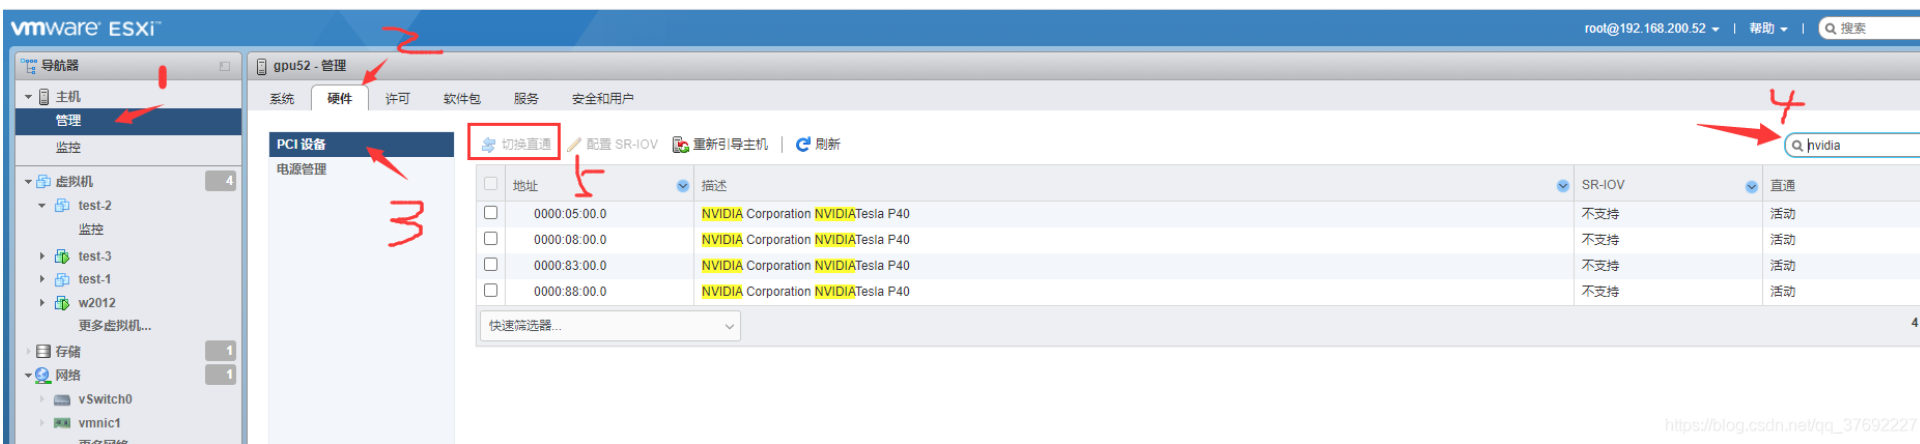 vmware ESXi™
root@192.168.200.52
帮助
搜索
导航器
gpu52 - 管理
1
2
主机
管理
监控
系统
硬件
许可
软件包
服务
安全和用户
4
PCI 设备
电源管理
3
切换直通
配置 SR-IOV
重新引导主机
刷新
nvidia
5
地址
描述
SR-IOV
直通
0000:05:00.0 NVIDIA Corporation NVIDIATesla P40 不支持 活动
0000:08:00.0 NVIDIA Corporation NVIDIATesla P40 不支持 活动
0000:83:00.0 NVIDIA Corporation NVIDIATesla P40 不支持 活动
0000:88:00.0 NVIDIA Corporation NVIDIATesla P40 不支持 活动
快速筛选器...
4
虚拟机 4
test-2
监控
test-3
test-1
w2012
更多虚拟机...
存储 1
网络 1
vSwitch0
vmnic1
更多网络
https://blog.csdn.net/qq_37692227